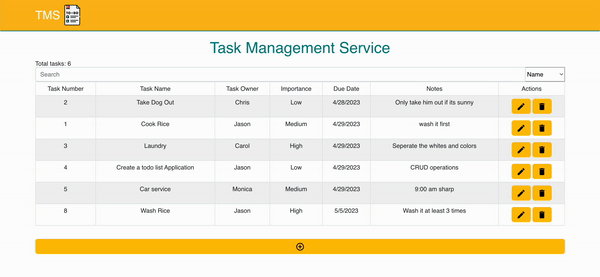 TMS
Task Management Service
Total tasks: 6
Search Name
Task Number Task Name Task Owner Importance Due Date Notes Actions
2 Take Dog Out Chris Low 4/28/2023 Only take him out if its sunny
1 Cook Rice Jason Medium 4/29/2023 wash it first
3 Laundry Carol High 4/29/2023 Seperate the whites and colors
4 Create a todo list Application Jason Low 4/29/2023 CRUD operations
5 Car service Monica Medium 4/29/2023 9:00 am sharp
8 Wash Rice Jason High 5/5/2023 Wash it at least 3 times